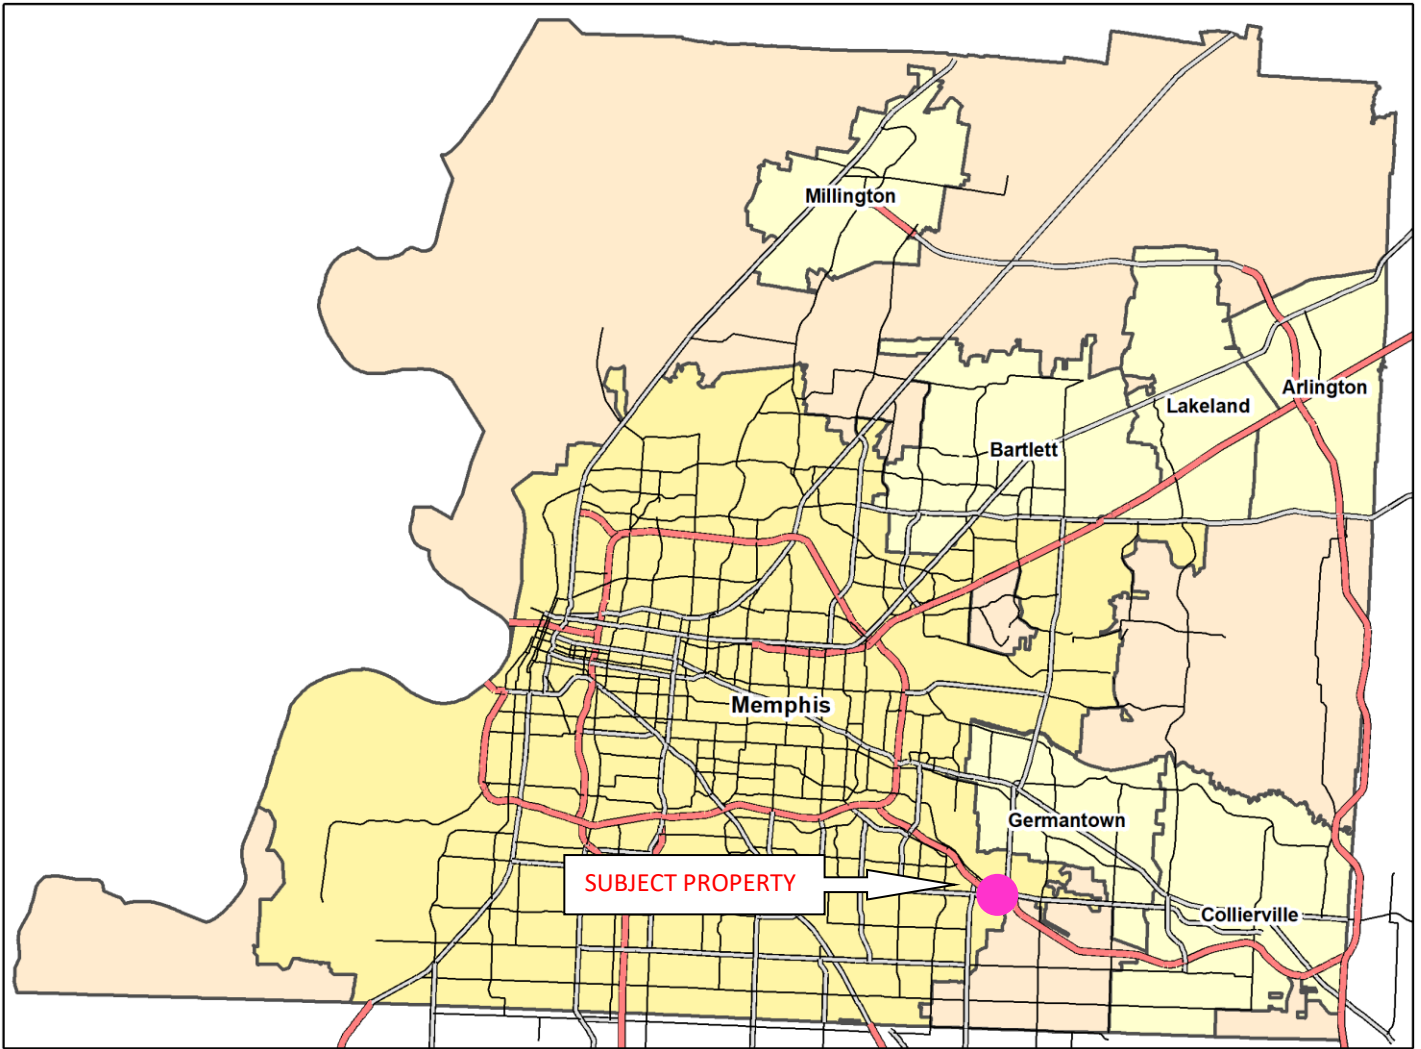 Millington
Arlington
Lakeland
Bartlett
Memphis
Germantown
SUBJECT PROPERTY
Collierville